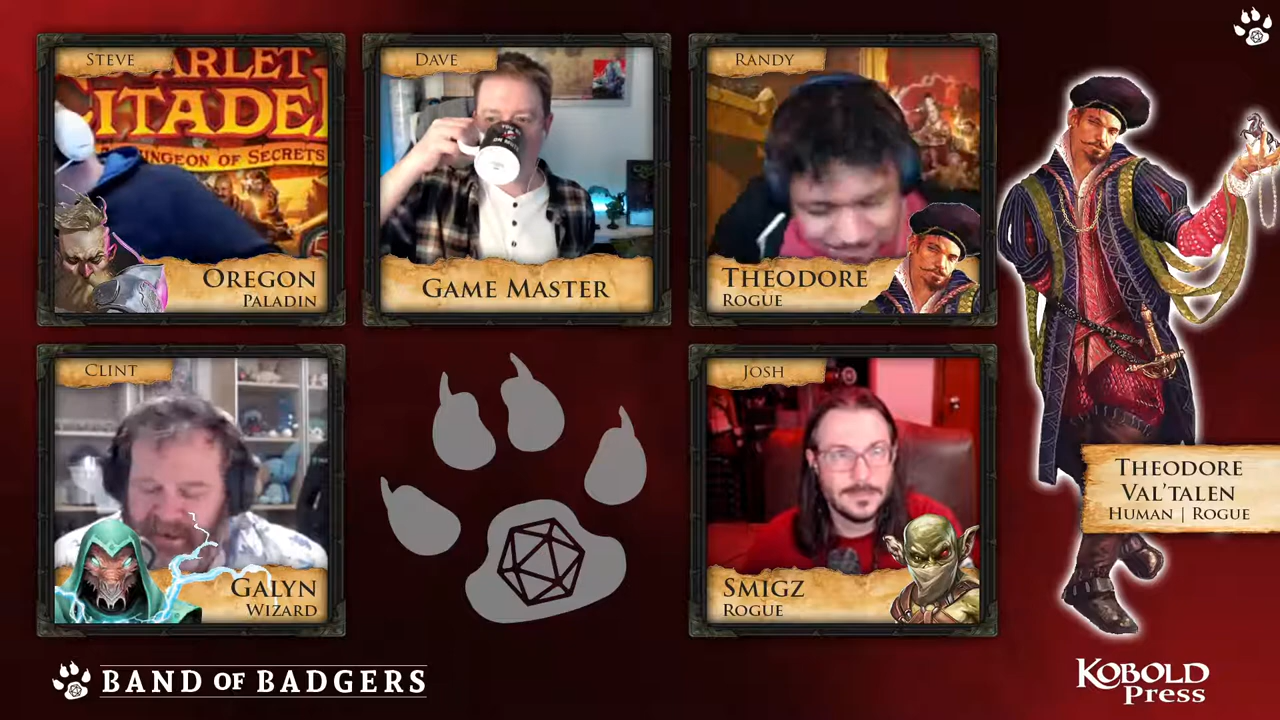 STEVE
SCARLET
CITADEL
DUNGEON OF SECRETS
OREGON
PALADIN
DAVE
GAME MASTER
RANDY
THEODORE
ROGUE
CLINT
GALYN
WIZARD
JOSH
SMIGZ
ROGUE
THEODORE
VAL'TALEN
HUMAN | ROGUE
BAND OF BADGERS
KOBOLD
Press